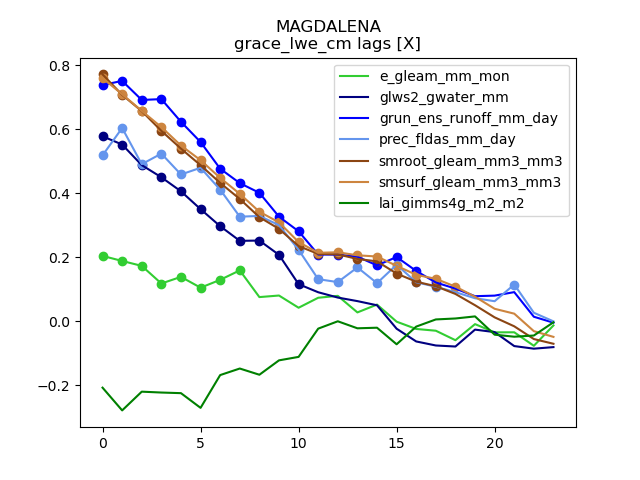 MAGDALENA
grace_lwe_cm lags [X]
0.8
0.6
0.4
0.2
0.0
−0.2
0
5
10
15
20
e_gleam_mm_mon
glws2_gwater_mm
grun_ens_runoff_mm_day
prec_fldas_mm_day
smroot_gleam_mm3_mm3
smsurf_gleam_mm3_mm3
lai_gimms4g_m2_m2